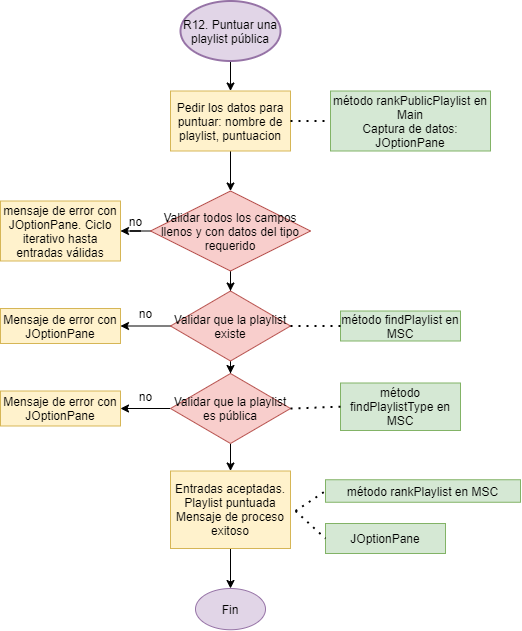 R12. Puntuar una
playlist pública
Pedir los datos para
puntuar: nombre de
playlist, puntuacion
método rankPublicPlaylist en
Main
Captura de datos:
JOptionPane
mensaje de error con
JOptionPane. Ciclo
iterativo hasta
entradas válidas
no
Validar todos los campos
llenos y con datos del tipo
requerido
Mensaje de error con
JOptionPane
no
Validar que la playlist
existe
método findPlaylist en
MSC
Mensaje de error con
JOptionPane
no
Validar que la playlist
es pública
método
findPlaylistType en
MSC
Entradas aceptadas.
Playlist puntuada
Mensaje de proceso
exitoso
método rankPlaylist en MSC
JOptionPane
Fin